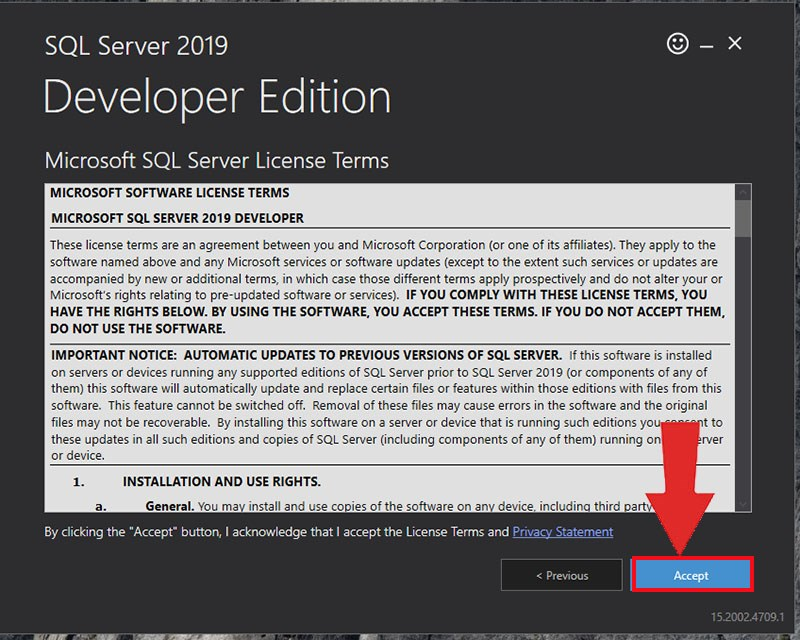 SQL Server 2019
Developer Edition
Microsoft SQL Server License Terms
MICROSOFT SOFTWARE LICENSE TERMS
MICROSOFT SQL SERVER 2019 DEVELOPER
These license terms are an agreement between you and Microsoft Corporation (or one of its affiliates). They apply to the
software named above and any Microsoft services or software updates (except to the extent such services or updates are
accompanied by new or additional terms, in which case those different terms apply prospectively and do not alter your or
Microsoft's rights relating to pre-updated software or services). IF YOU COMPLY WITH THESE LICENSE TERMS, YOU
HAVE THE RIGHTS BELOW. BY USING THE SOFTWARE, YOU ACCEPT THESE TERMS. IF YOU DO NOT ACCEPT THEM,
DO NOT USE THE SOFTWARE.
IMPORTANT NOTICE: AUTOMATIC UPDATES TO PREVIOUS VERSIONS OF SQL SERVER. If this software is installed
on servers or devices running any supported editions of SQL Server prior to SQL Server 2019 (or components of any of
them) this software will automatically update and replace certain files or features within those editions with files from this
software. This feature cannot be switched off. Removal of these files may cause errors in the software and the original
files may not be recoverable. By installing this software on a server or device that is running such editions you consent to
these updates in all such editions and copies of SQL Server (including components of any of them) running on
or device.
1. INSTALLATION AND USE RIGHTS.
a. General. You may install and use copies of the software on any device, including third party
By clicking the "Accept" button, I acknowledge that I accept the License Terms and Privacy Statement
< Previous
Accept
15.2002.4709.1